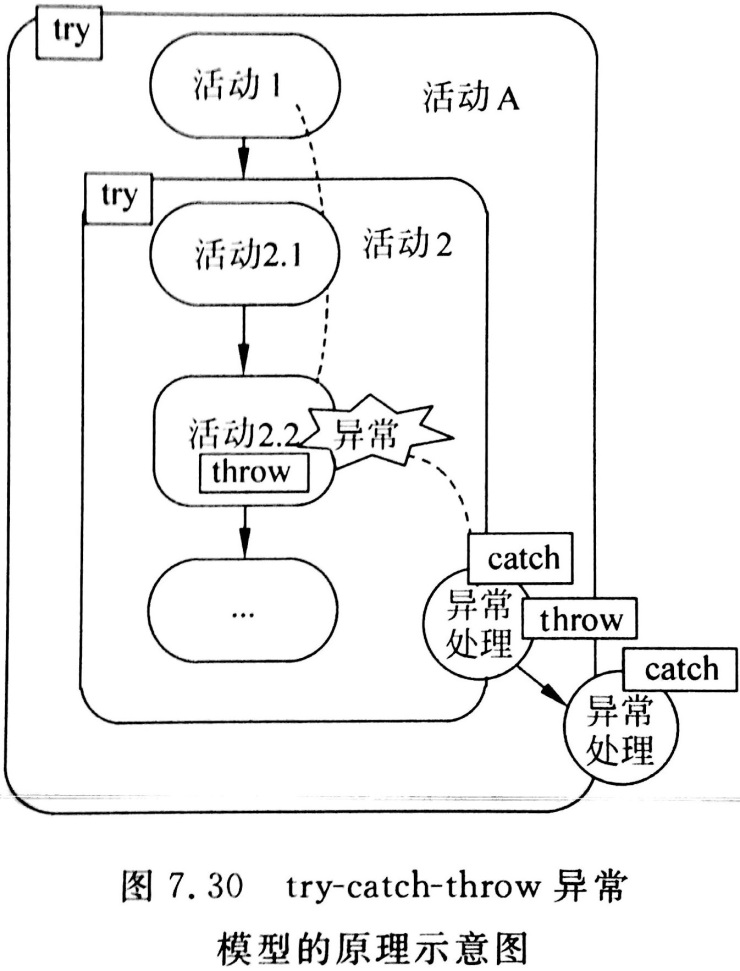 try
活动1
活动A
try
活动2.1
活动2
活动2.2
异常
throw
...
catch
异常
处理
throw
catch
异常
处理
图 7.30 try-catch-throw 异常
模型的原理示意图